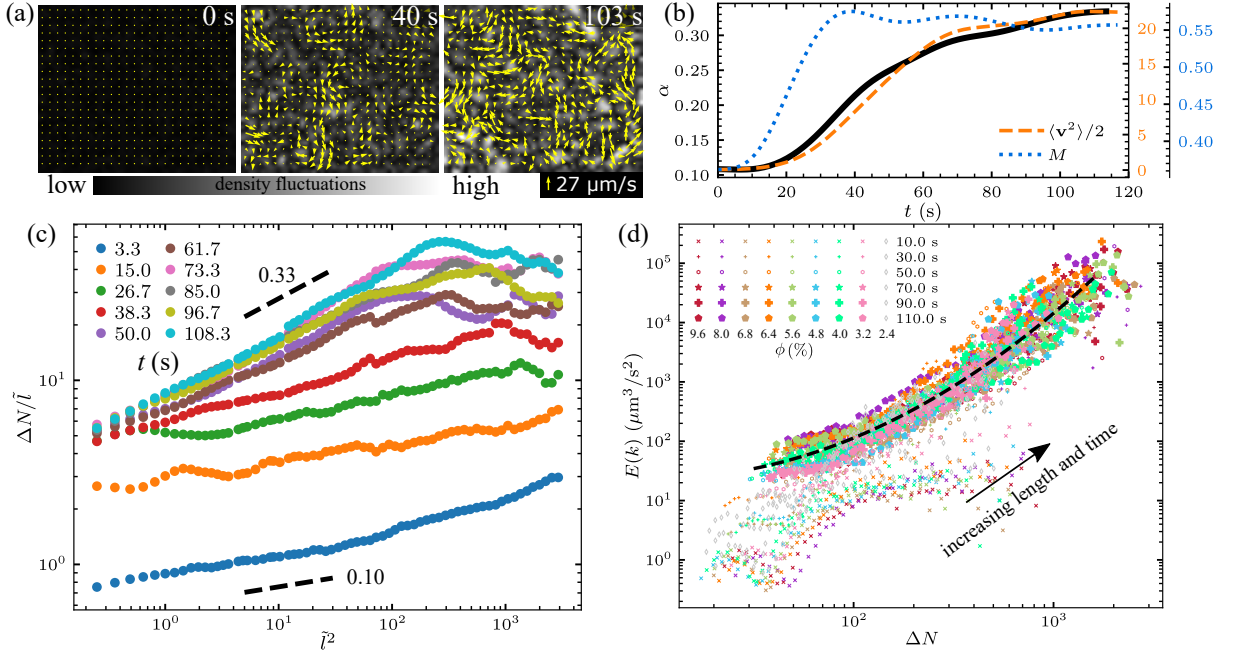 (a)
0 s
40 s
103 s
low
density fluctuations
high
27 μm/s
(b)
α
0.35
0.30
0.25
0.20
0.15
0.10
0
20
40
60
80
100
120
t (s)
20
15
10
5
0
0.55
0.50
0.45
0.40
⟨v²⟩/2
M
(c)
3.3
15.0
26.7
38.3
50.0
61.7
73.3
85.0
96.7
108.3
t (s)
0.33
0.10
ΔN/l̃
10¹
10⁰
10⁰
10¹
10²
10³
l̃²
(d)
10.0 s
30.0 s
50.0 s
70.0 s
90.0 s
110.0 s
9.6 8.0 6.8 6.4 5.6 4.8 4.0 3.2 2.4
ϕ (%)
E(k) (μm³/s²)
10⁵
10⁴
10³
10²
10¹
10⁰
increasing length and time
10²
10³
ΔN